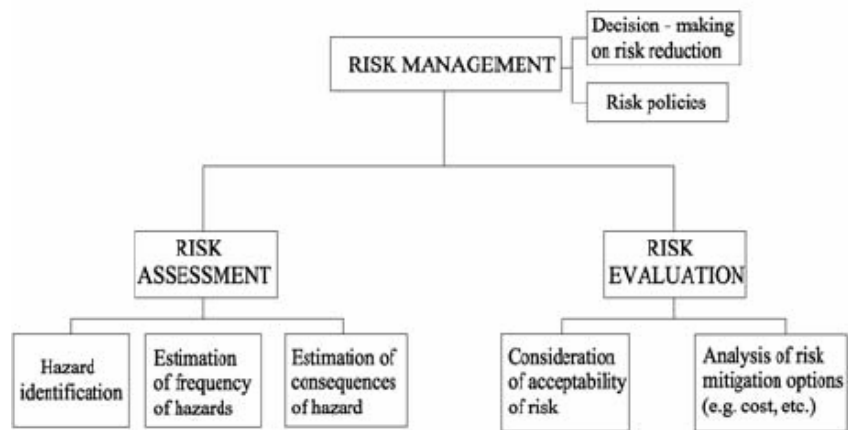 Decision - making
on risk reduction
RISK MANAGEMENT
Risk policies
RISK
ASSESSMENT
RISK
EVALUATION
Hazard
identification
Estimation
of frequency
of hazards
Estimation of
consequences
of hazard
Consideration
of acceptability
of risk
Analysis of risk
mitigation options
(e.g. cost, etc.)